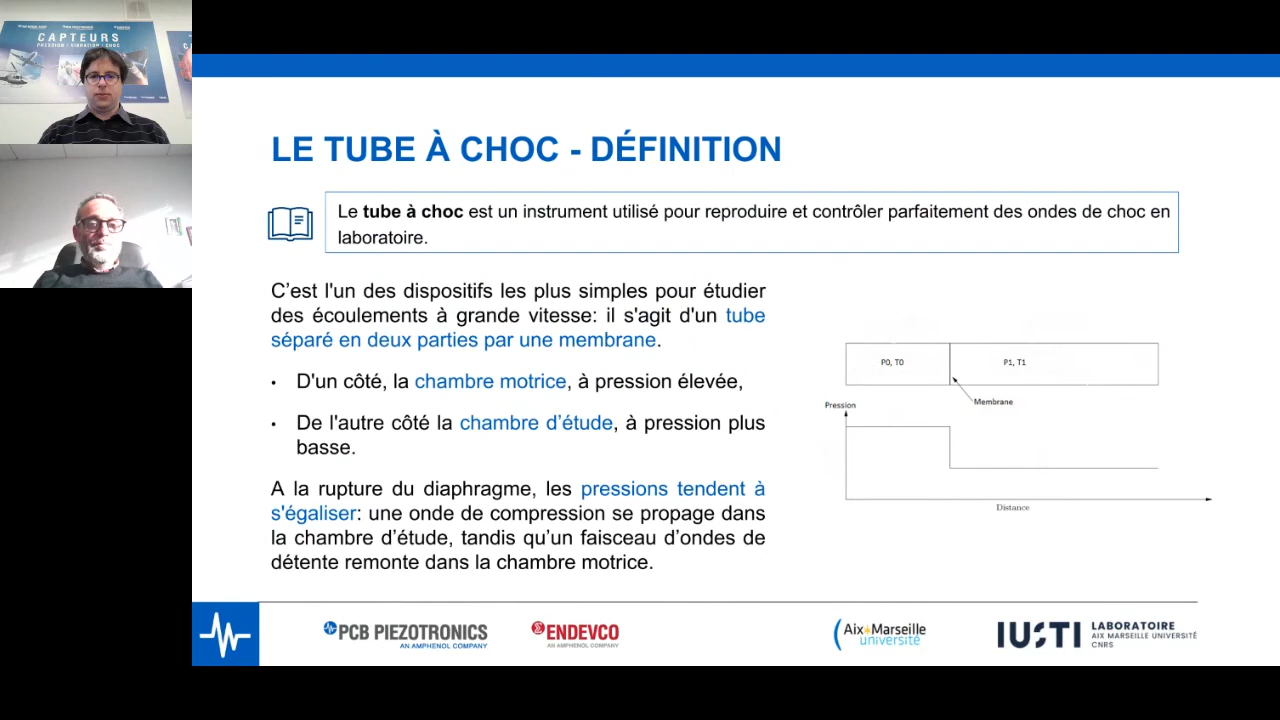 CAPTEURS
PRESSION / VIBRATION / CHOC
LE TUBE À CHOC - DÉFINITION
Le tube à choc est un instrument utilisé pour reproduire et contrôler parfaitement des ondes de choc en
laboratoire.
C’est l'un des dispositifs les plus simples pour étudier
des écoulements à grande vitesse: il s'agit d'un tube
séparé en deux parties par une membrane.
• D'un côté, la chambre motrice, à pression élevée,
• De l'autre côté la chambre d’étude, à pression plus
basse.
A la rupture du diaphragme, les pressions tendent à
s'égaliser: une onde de compression se propage dans
la chambre d’étude, tandis qu’un faisceau d’ondes de
détente remonte dans la chambre motrice.
P0, T0
P1, T1
Membrane
Pression
Distance
PCB PIEZOTRONICS
AN AMPHENOL COMPANY
ENDEVCO
AN AMPHENOL COMPANY
Aix Marseille
université
IUSTI
LABORATOIRE
AIX MARSEILLE UNIVERSITÉ
CNRS